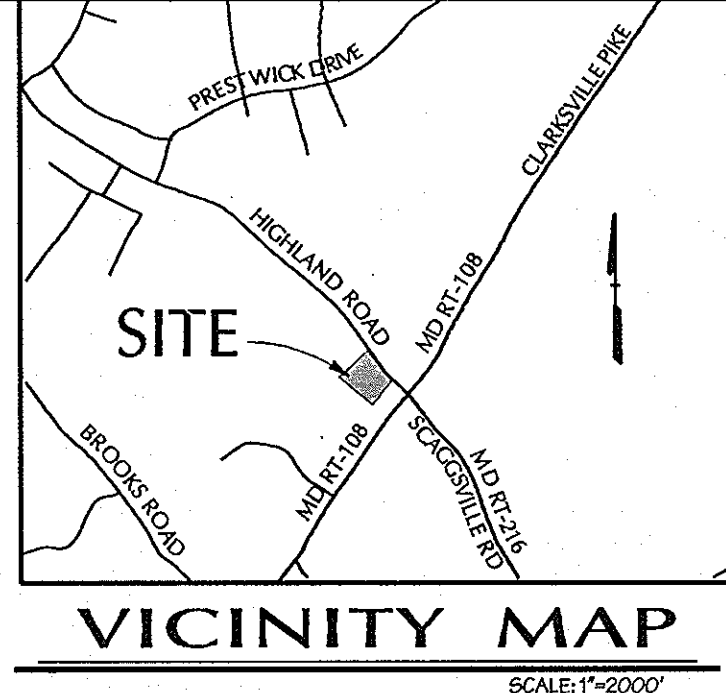 PRESTWICK DRIVE
CLARKSVILLE PIKE
HIGHLAND ROAD
MD RT-108
SITE
BROOKS ROAD
MD RT-108
SCAGGSVILLE RD
MD RT-216
VICINITY MAP
SCALE: 1"=2000'